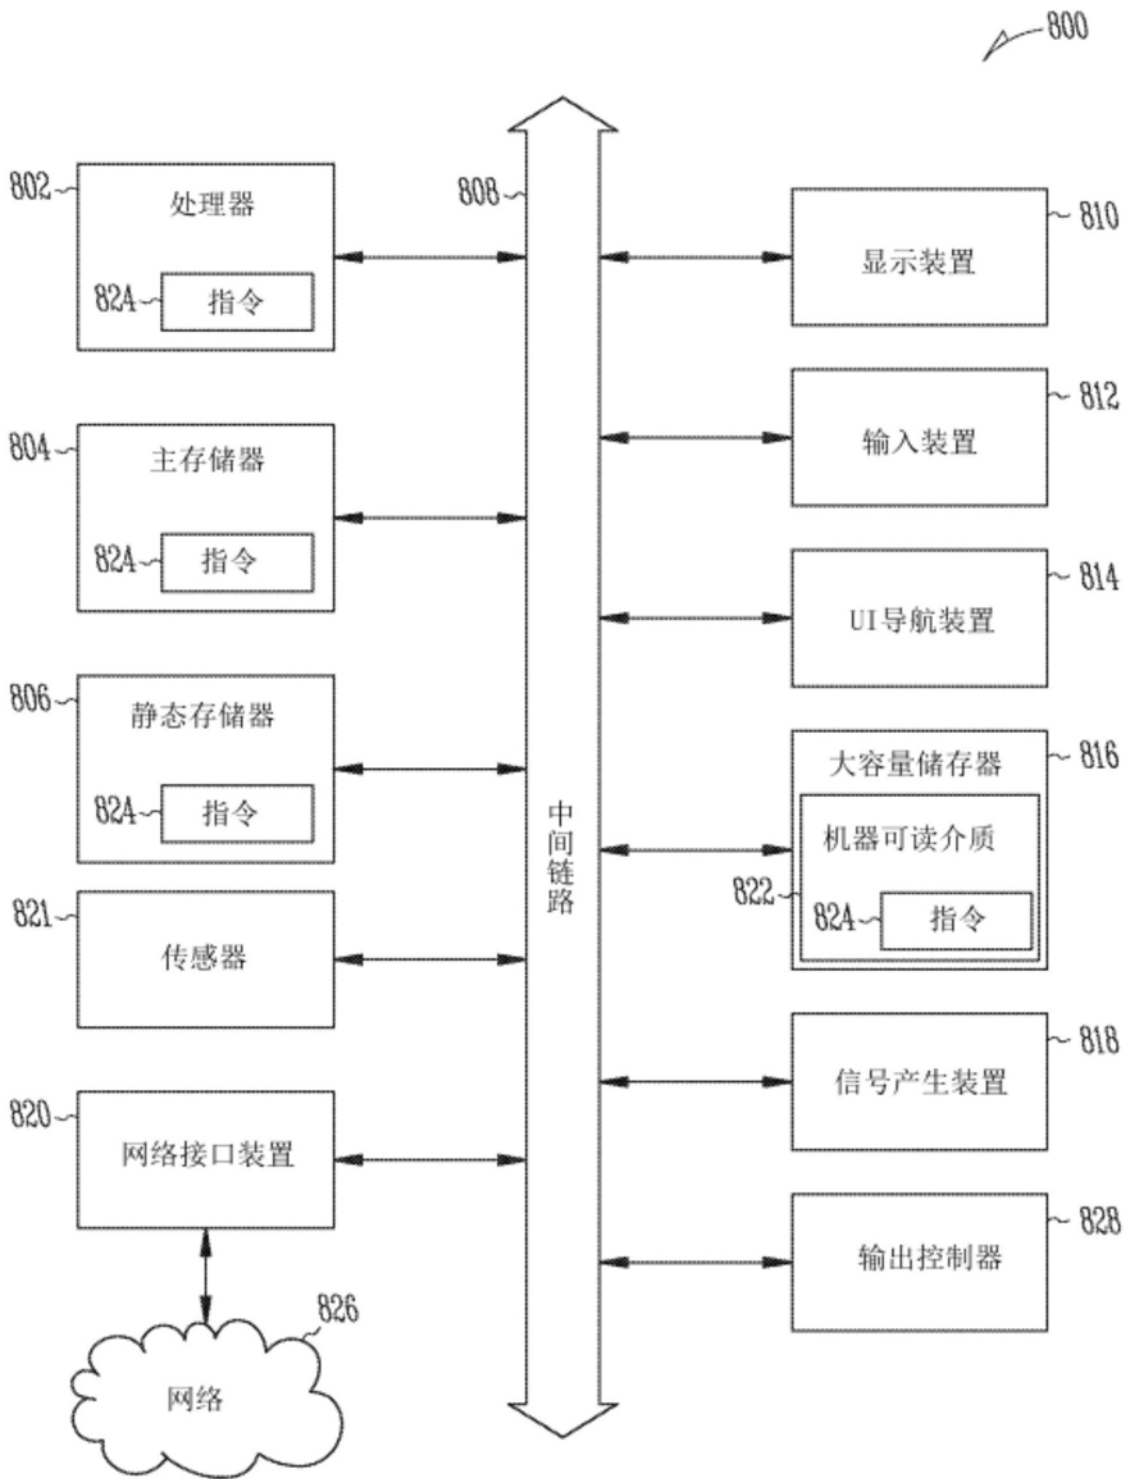 800
802
处理器
824
指令
804
主存储器
824
指令
806
静态存储器
824
指令
821
传感器
820
网络接口装置
826
网络
808
中间链路
810
显示装置
812
输入装置
814
UI导航装置
816
大容量储存器
机器可读介质
822
824
指令
818
信号产生装置
828
输出控制器